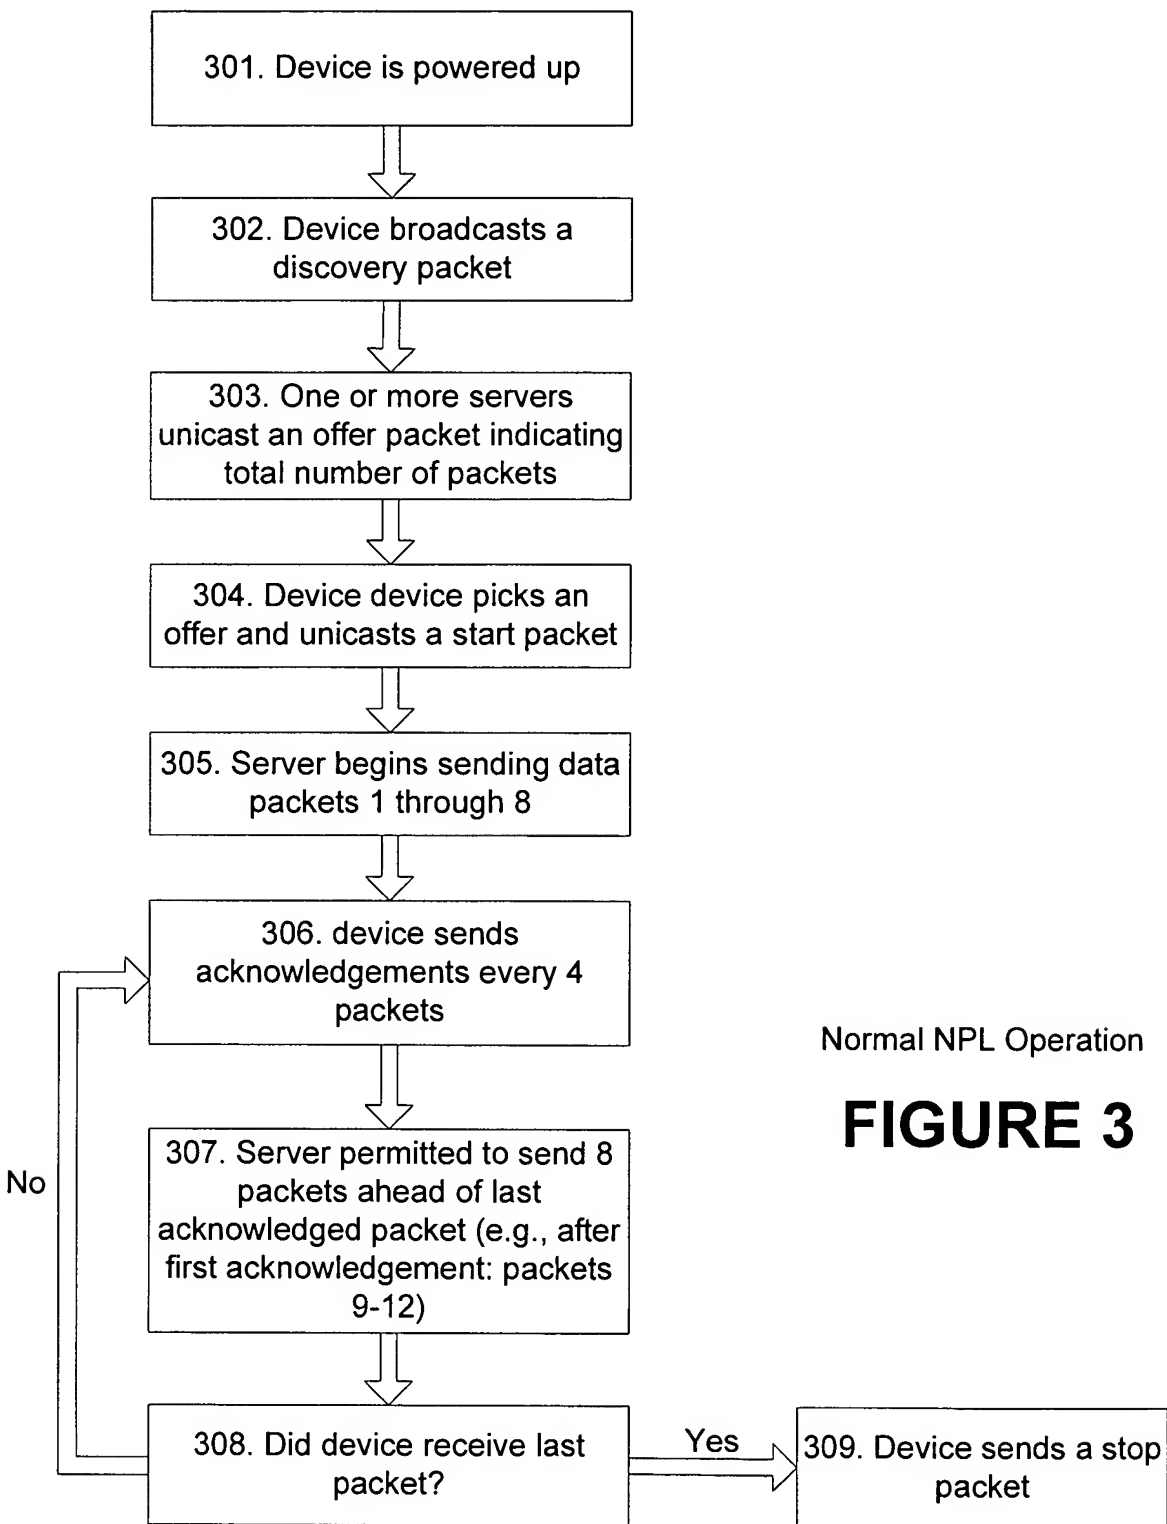 301. Device is powered up
302. Device broadcasts a
discovery packet
303. One or more servers
unicast an offer packet indicating
total number of packets
304. Device device picks an
offer and unicasts a start packet
305. Server begins sending data
packets 1 through 8
306. device sends
acknowledgements every 4
packets
Normal NPL Operation
FIGURE 3
307. Server permitted to send 8
packets ahead of last
acknowledged packet (e.g., after
first acknowledgement: packets
9-12)
No
308. Did device receive last
packet?
Yes
309. Device sends a stop
packet